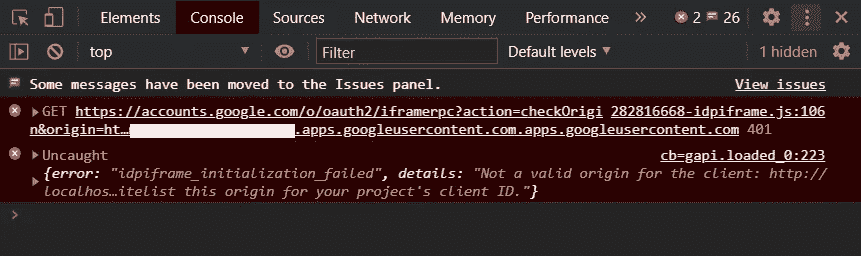 Elements Console Sources Network Memory Performance » 2 26
top Filter Default levels 1 hidden
Some messages have been moved to the Issues panel. View issues
GET https://accounts.google.com/o/oauth2/iframerpc?action=checkOrigi 282816668-idpiframe.js:106
n&origin=ht… .apps.googleusercontent.com.apps.googleusercontent.com 401
Uncaught cb=gapi.loaded_0:223
{error: "idpiframe_initialization_failed", details: "Not a valid origin for the client: http://
localhos…itelist this origin for your project's client ID."}